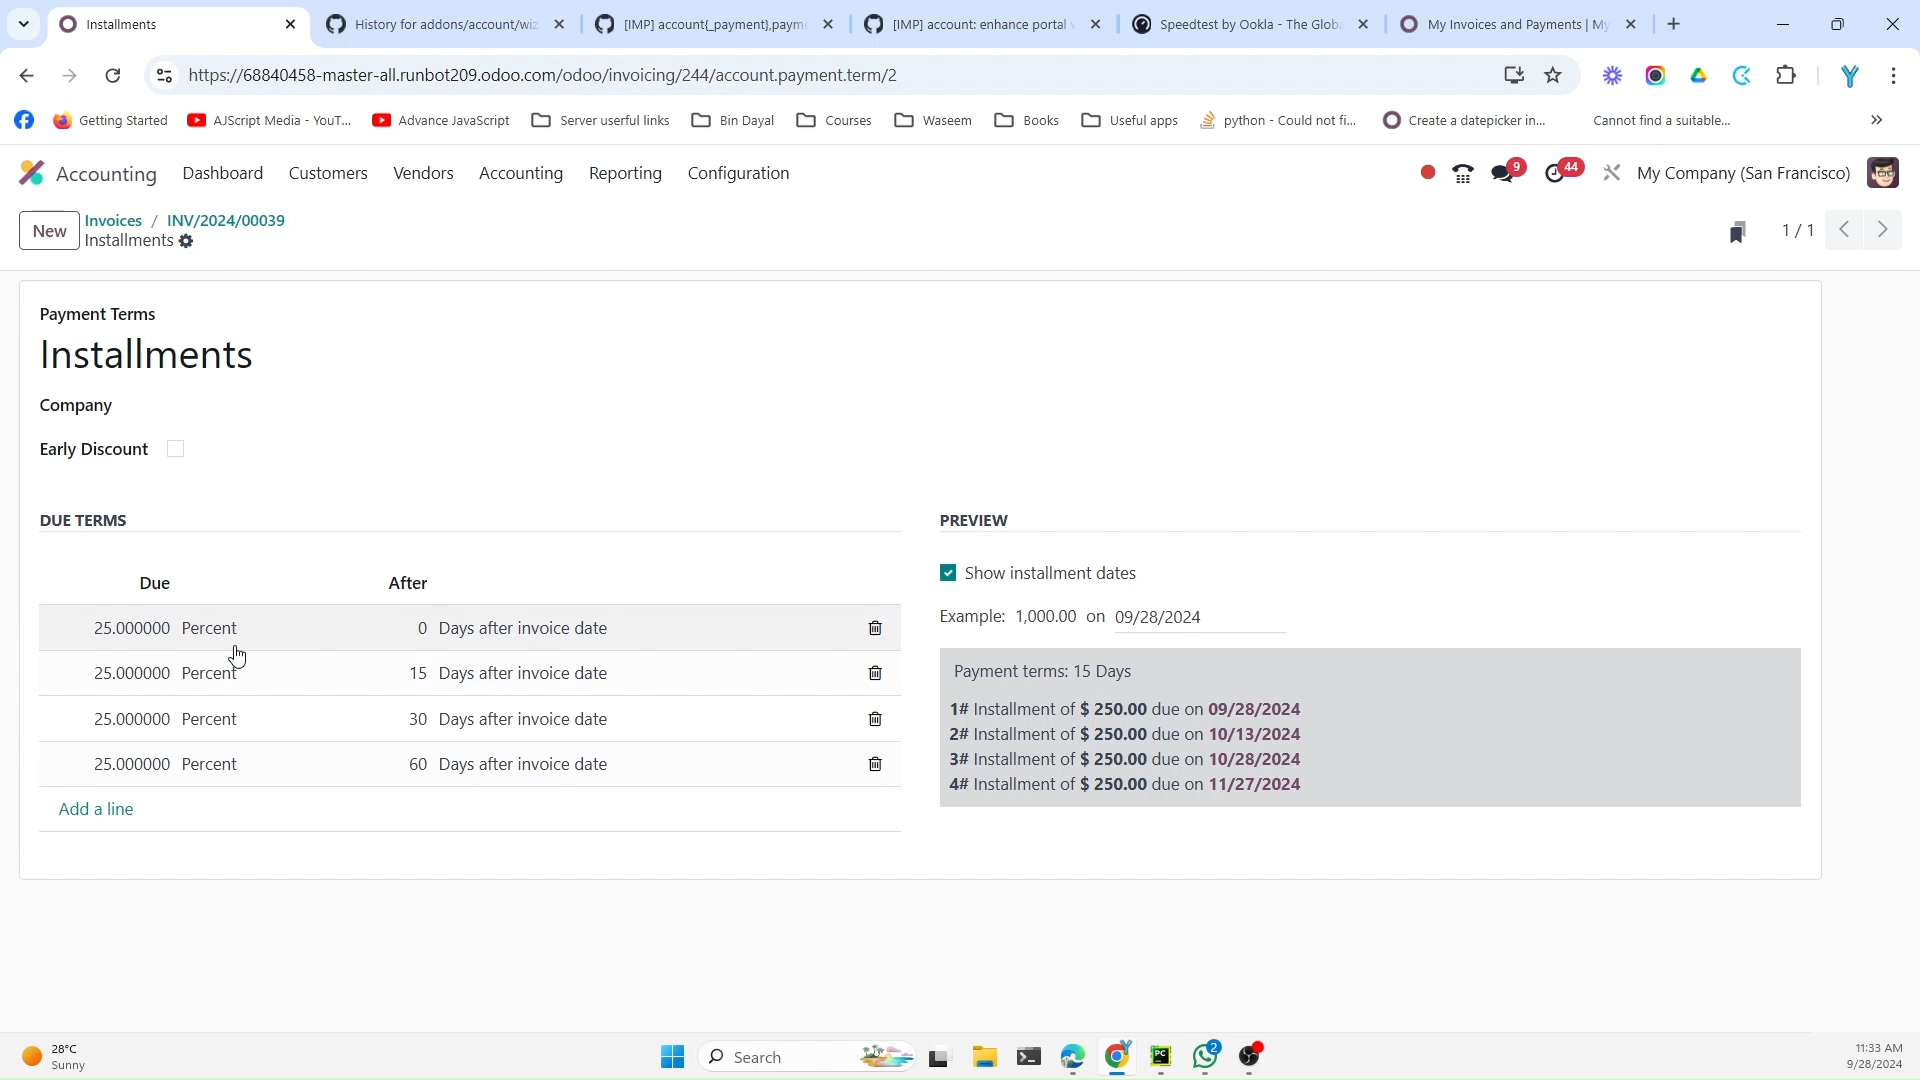 Installments
History for addons/account/wiz
[IMP] account{_payment},payme
[IMP] account: enhance portal v
Speedtest by Ookla - The Globa
My Invoices and Payments | My
https://68840458-master-all.runbot209.odoo.com/odoo/invoicing/244/account.payment.term/2
Getting Started
AJScript Media - YouT...
Advance JavaScript
Server userful links
Bin Dayal
Courses
Waseem
Books
Useful apps
python - Could not fi...
Create a datepicker in...
Cannot find a suitable...
»
Accounting
Dashboard
Customers
Vendors
Accounting
Reporting
Configuration
9
44
My Company (San Francisco)
New
Invoices / INV/2024/00039
Installments
1 / 1
Payment Terms
Installments
Company
Early Discount
DUE TERMS
Due After
25.000000 Percent 0 Days after invoice date
25.000000 Percent 15 Days after invoice date
25.000000 Percent 30 Days after invoice date
25.000000 Percent 60 Days after invoice date
Add a line
PREVIEW
Show installment dates
Example: 1,000.00 on 09/28/2024
Payment terms: 15 Days
1# Installment of $ 250.00 due on 09/28/2024
2# Installment of $ 250.00 due on 10/13/2024
3# Installment of $ 250.00 due on 10/28/2024
4# Installment of $ 250.00 due on 11/27/2024
28°C
Sunny
Search
PC
2
11:33 AM
9/28/2024